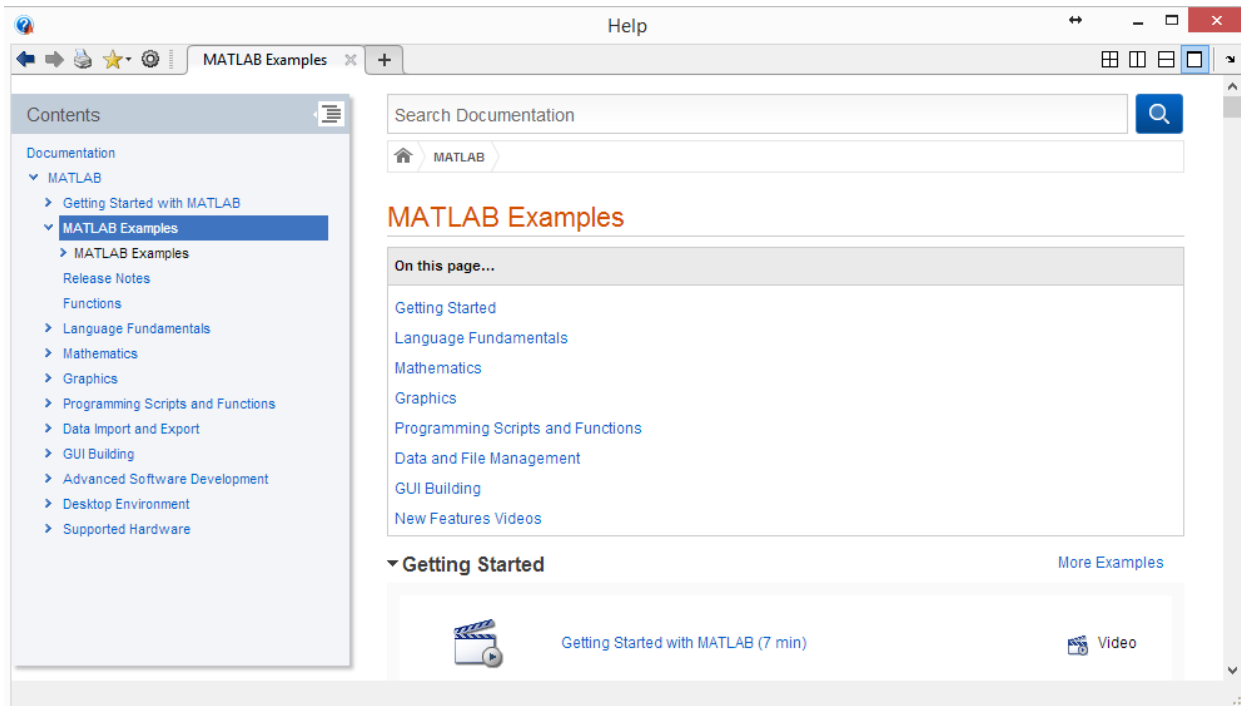 Help
MATLAB Examples
Contents
Documentation
MATLAB
Getting Started with MATLAB
MATLAB Examples
MATLAB Examples
Release Notes
Functions
Language Fundamentals
Mathematics
Graphics
Programming Scripts and Functions
Data Import and Export
GUI Building
Advanced Software Development
Desktop Environment
Supported Hardware
Search Documentation
MATLAB
MATLAB Examples
On this page...
Getting Started
Language Fundamentals
Mathematics
Graphics
Programming Scripts and Functions
Data and File Management
GUI Building
New Features Videos
Getting Started
More Examples
Getting Started with MATLAB (7 min)
Video